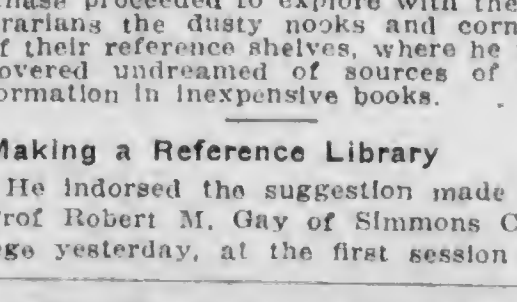 hase proceeded to explore with the
rarians the dusty nooks and corn
f their reference shelves, where he
overed undreamed of sources of
ormation in inexpensive books.
Making a Reference Library
He indorsed the suggestion made
Prof Robert M. Gay of Simmons C
ege yesterday, at the first session